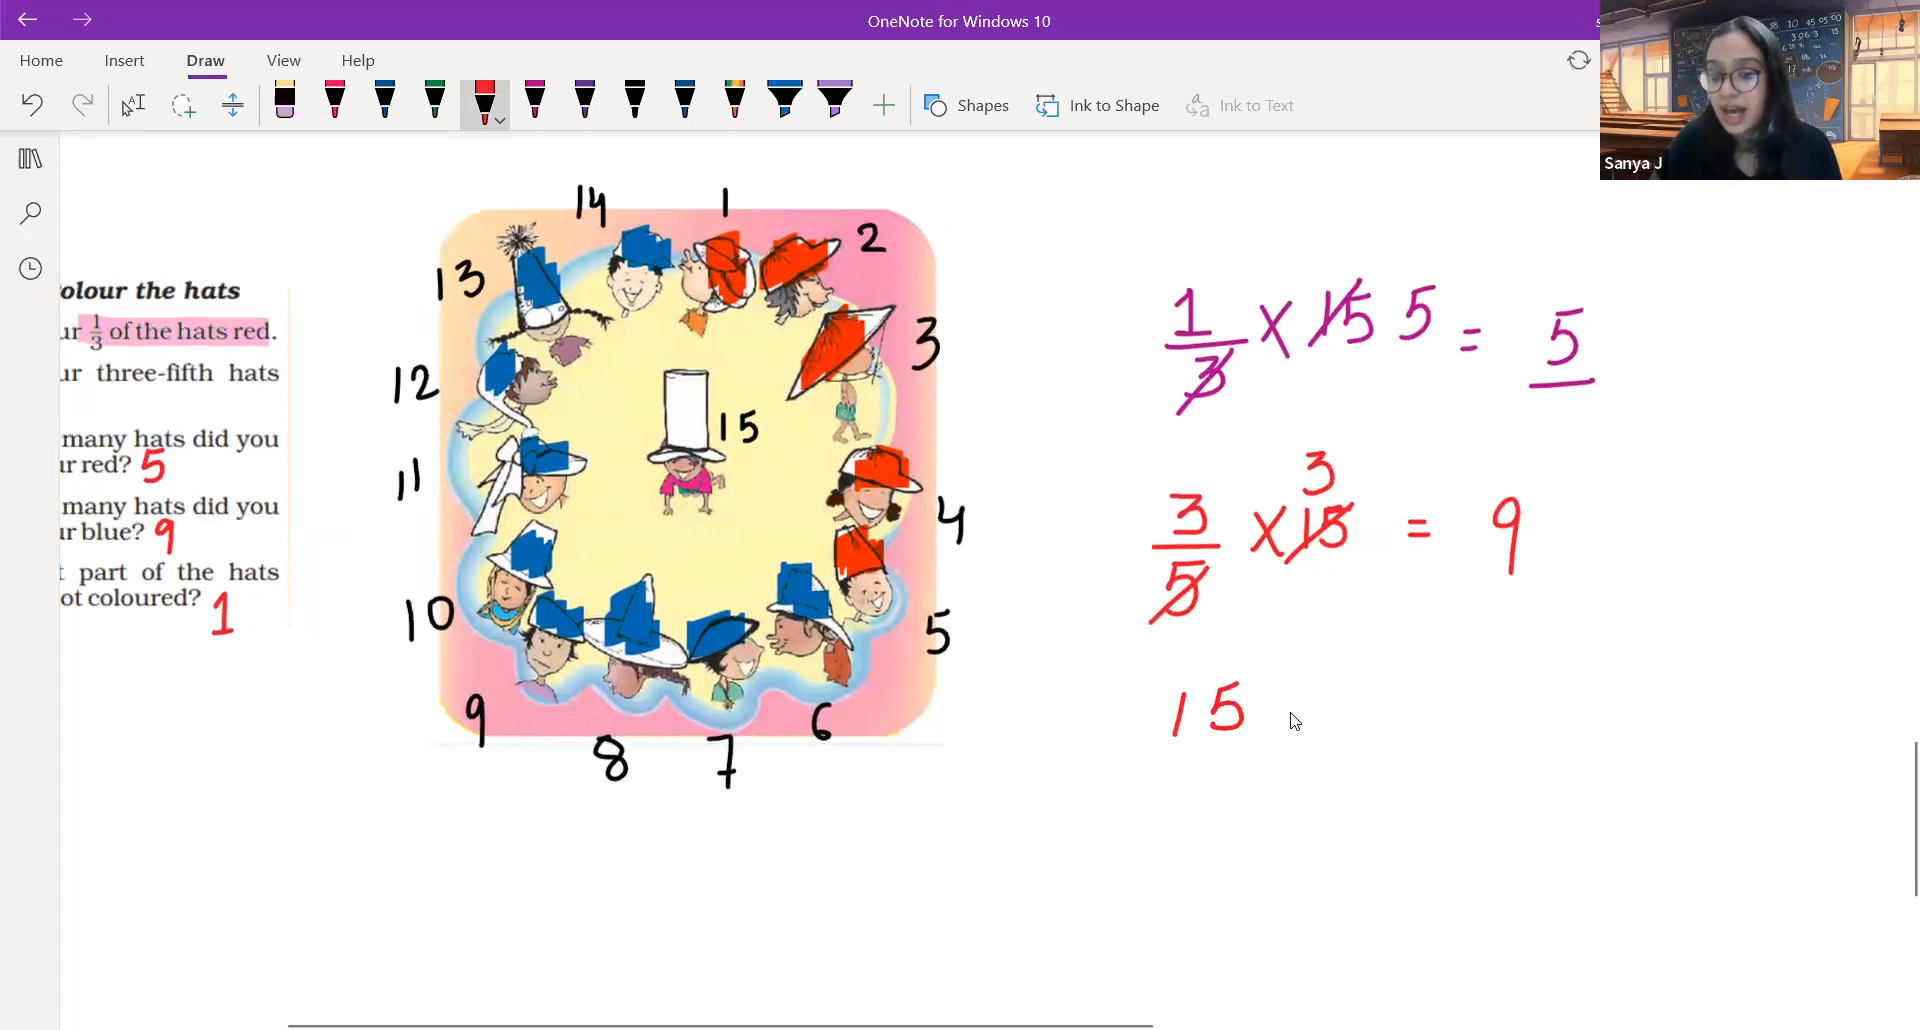 OneNote for Windows 10
Home Insert Draw View Help
Shapes Ink to Shape Ink to Text
Sanya J
olour the hats
ur 1/3 of the hats red.
ur three-fifth hats
many hats did you
ur red? 5
many hats did you
ur blue? 9
t part of the hats
ot coloured? 1
14 1
2
13
3
12
15
11
4
10
5
9
6
8
7
1/3 × 15 5 = 5
3
3/5 × 15 = 9
15